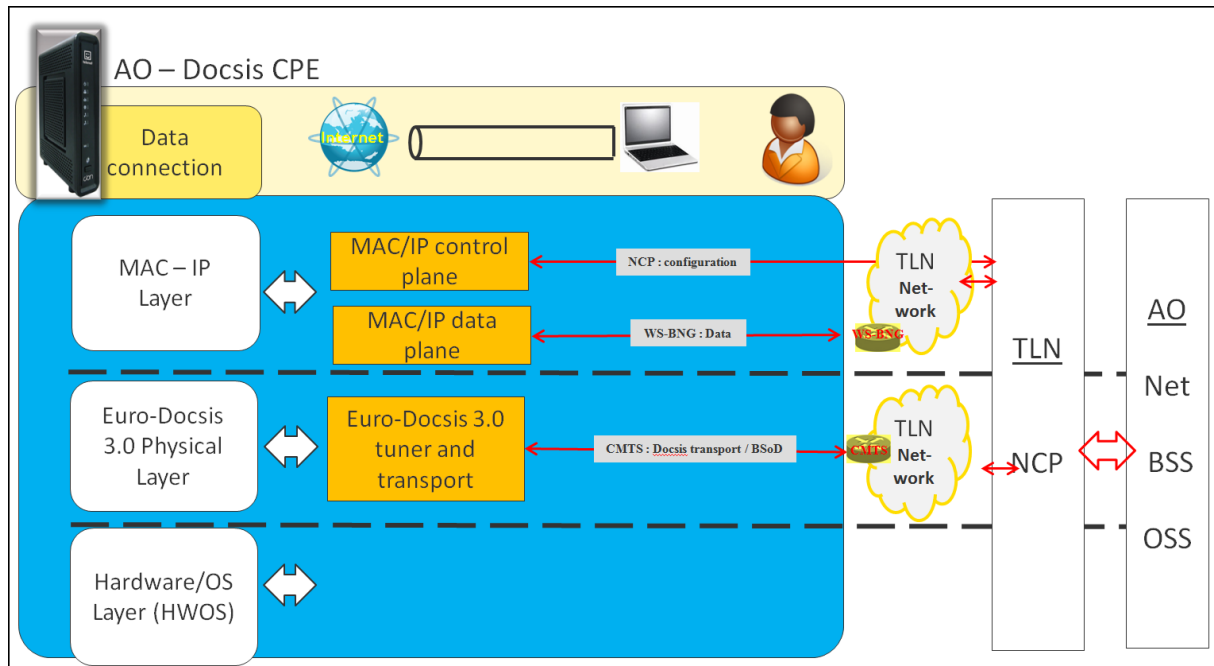 AO – Docsis CPE
Data
connection
Internet
MAC – IP
Layer
MAC/IP control
plane
NCP : configuration
MAC/IP data
plane
WS-BNG : Data
TLN
Net-
work
WS-BNG
Euro-Docsis
3.0 Physical
Layer
Euro-Docsis 3.0
tuner and
transport
CMTS : Docsis transport / BSoD
TLN
Net-
work
CMTS
Hardware/OS
Layer (HWOS)
TLN
NCP
AO
Net
BSS
OSS